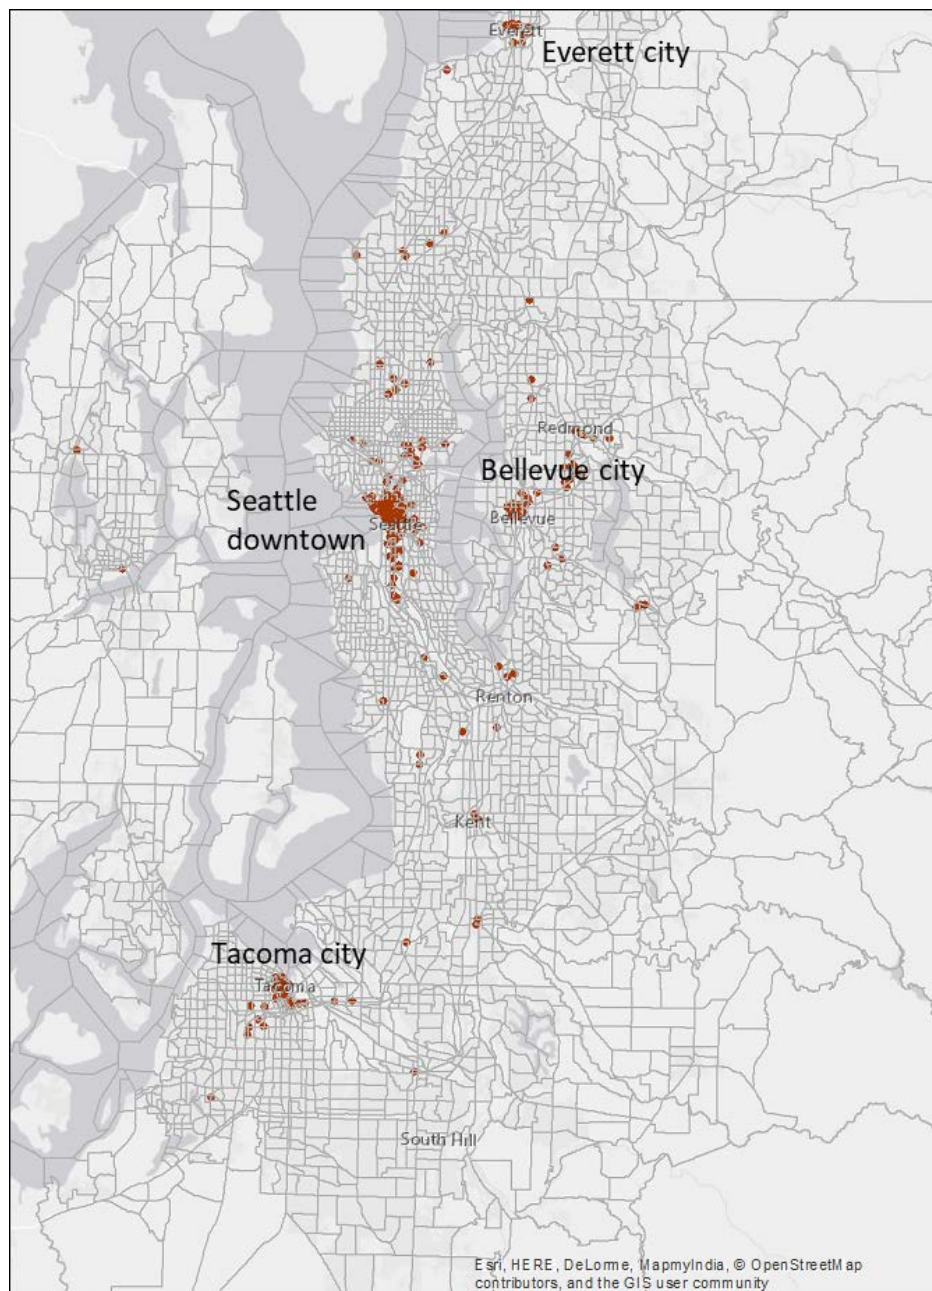 Everett
Everett city
Redmond
Bellevue city
Seattle
downtown
Seattle
Bellevue
Renton
Kent
Tacoma city
Tacoma
South Hill
Esri, HERE, DeLorme, MapmyIndia, © OpenStreetMap
contributors, and the GIS user community